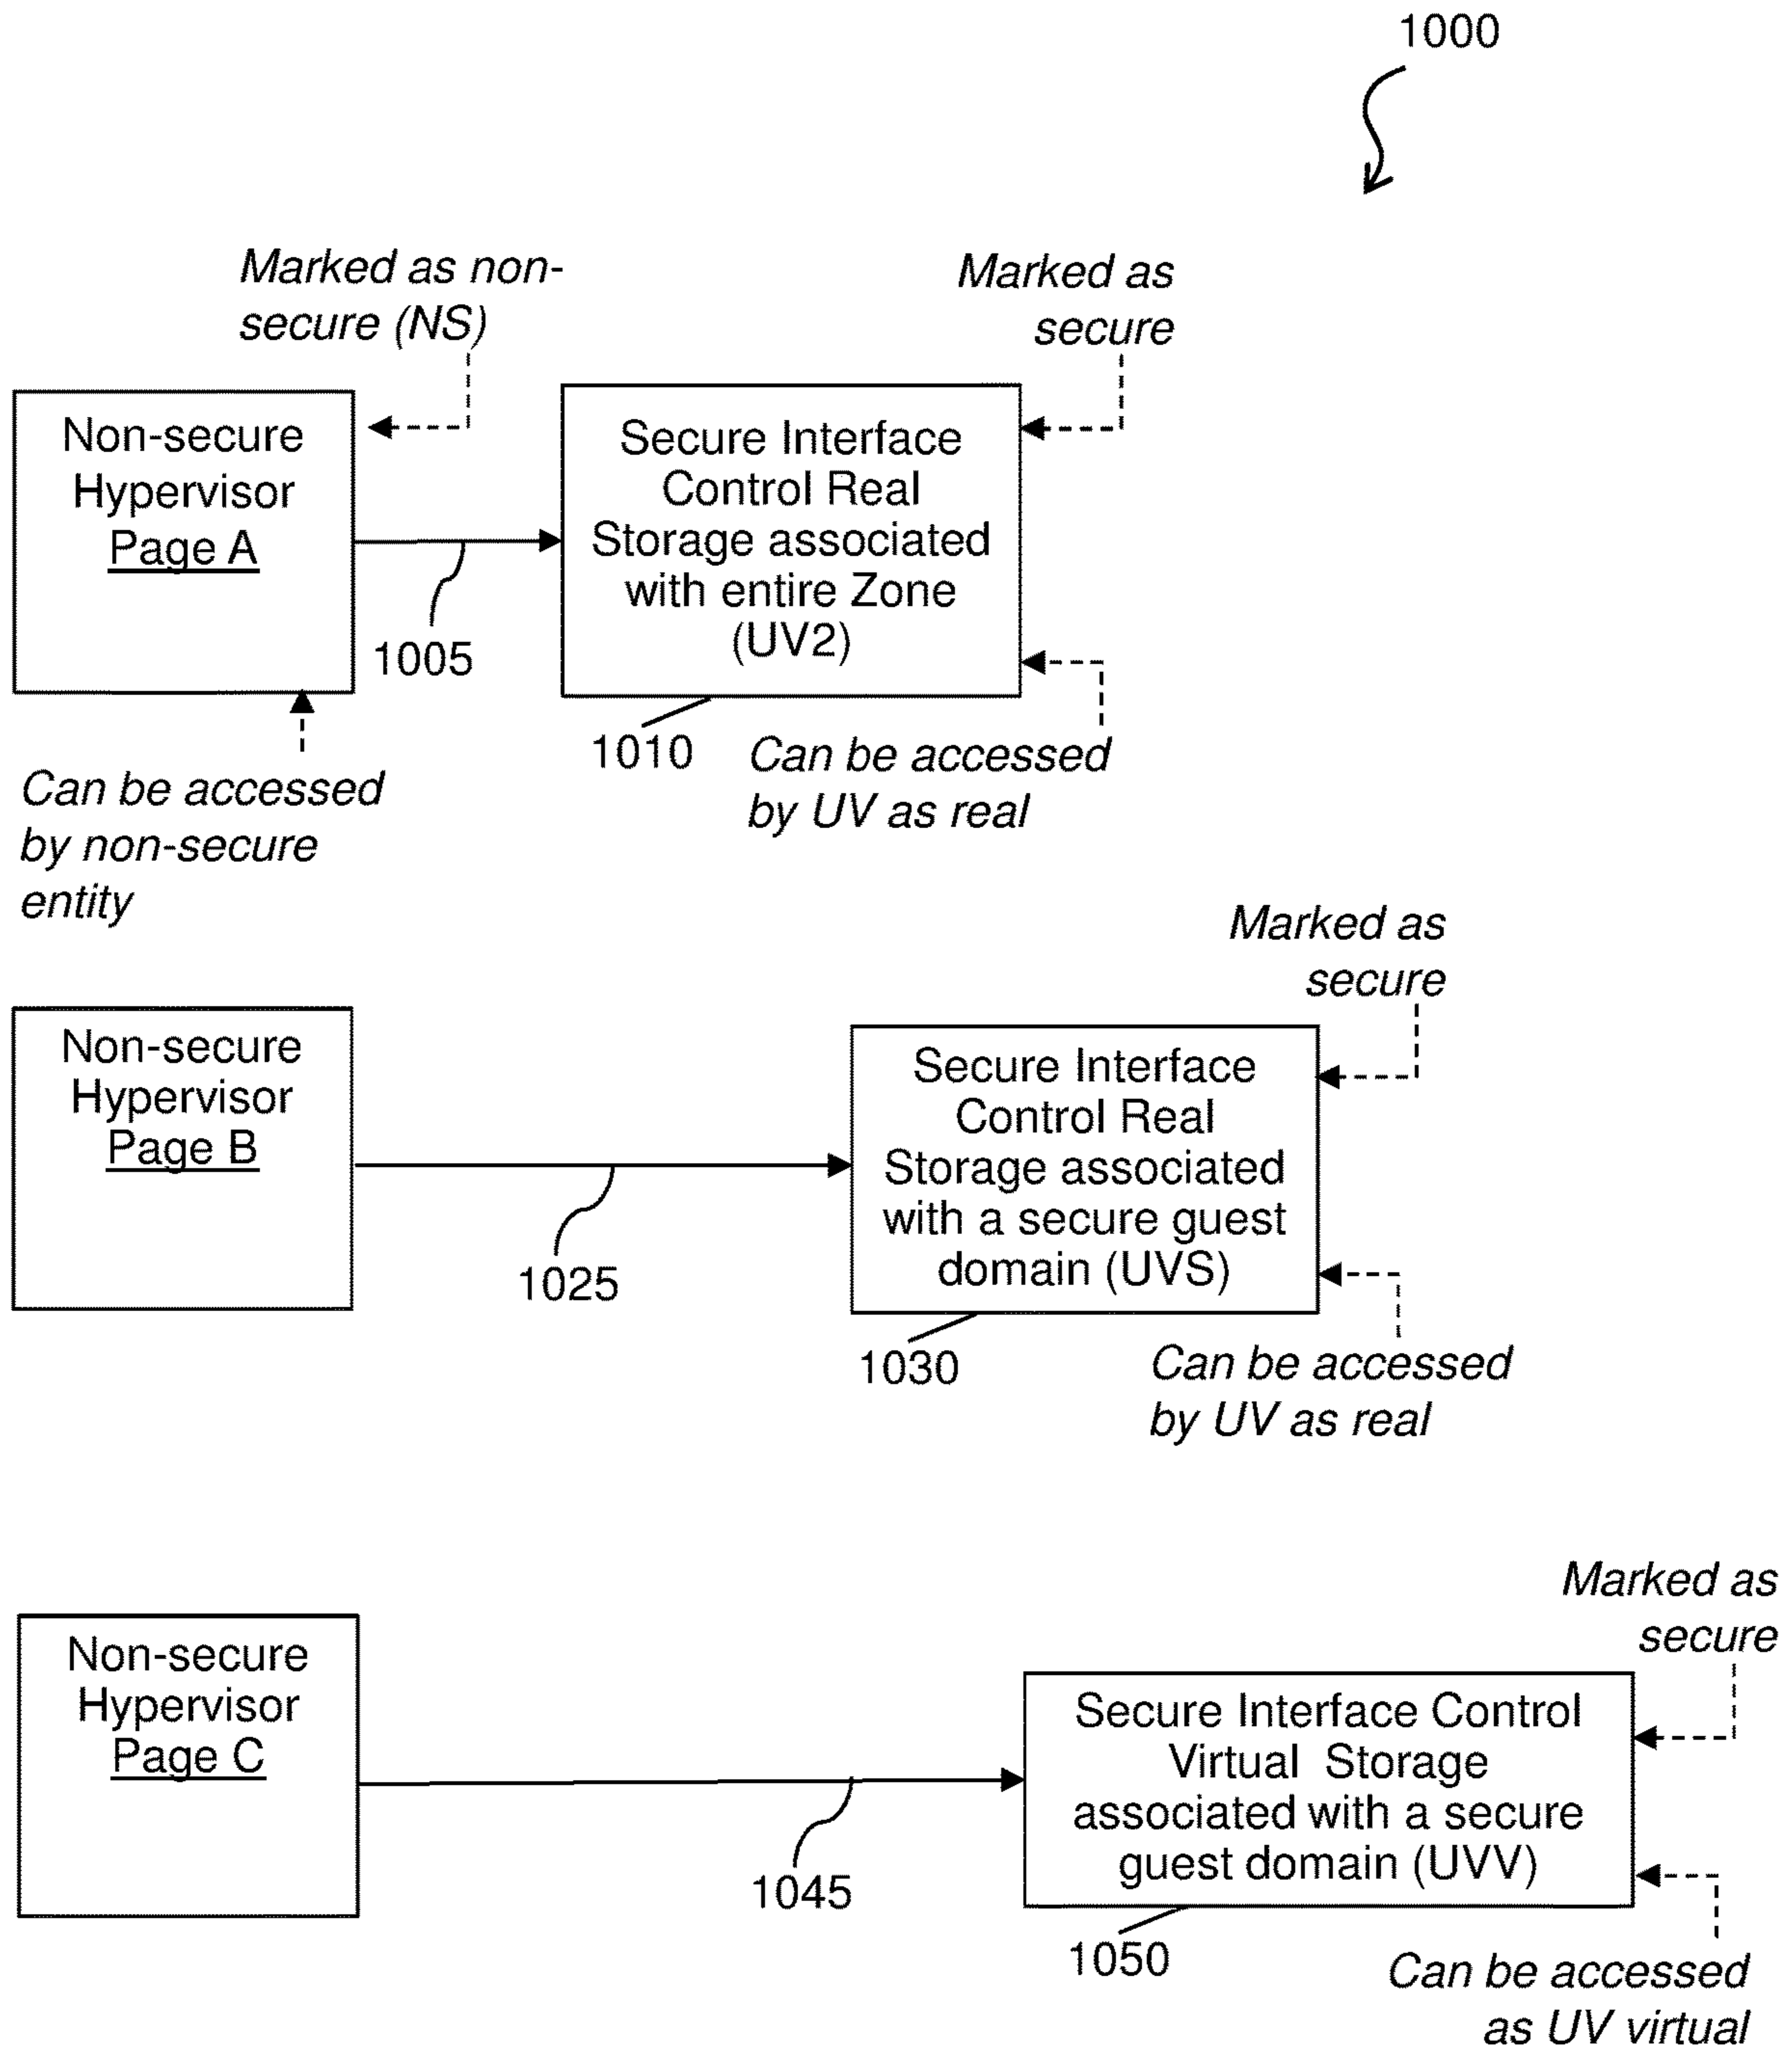 1000
Marked as non-
secure (NS)
Marked as
secure
Non-secure
Hypervisor
Page A
Secure Interface
Control Real
Storage associated
with entire Zone
(UV2)
1005
1010
Can be accessed
by UV as real
Can be accessed
by non-secure
entity
Marked as
secure
Non-secure
Hypervisor
Page B
Secure Interface
Control Real
Storage associated
with a secure guest
domain (UVS)
1025
1030
Can be accessed
by UV as real
Marked as
secure
Non-secure
Hypervisor
Page C
Secure Interface Control
Virtual Storage
associated with a secure
guest domain (UVV)
1045
1050
Can be accessed
as UV virtual